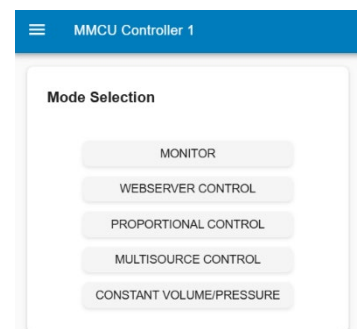 MMCU Controller 1
Mode Selection
MONITOR
WEBSERVER CONTROL
PROPORTIONAL CONTROL
MULTISOURCE CONTROL
CONSTANT VOLUME/PRESSURE